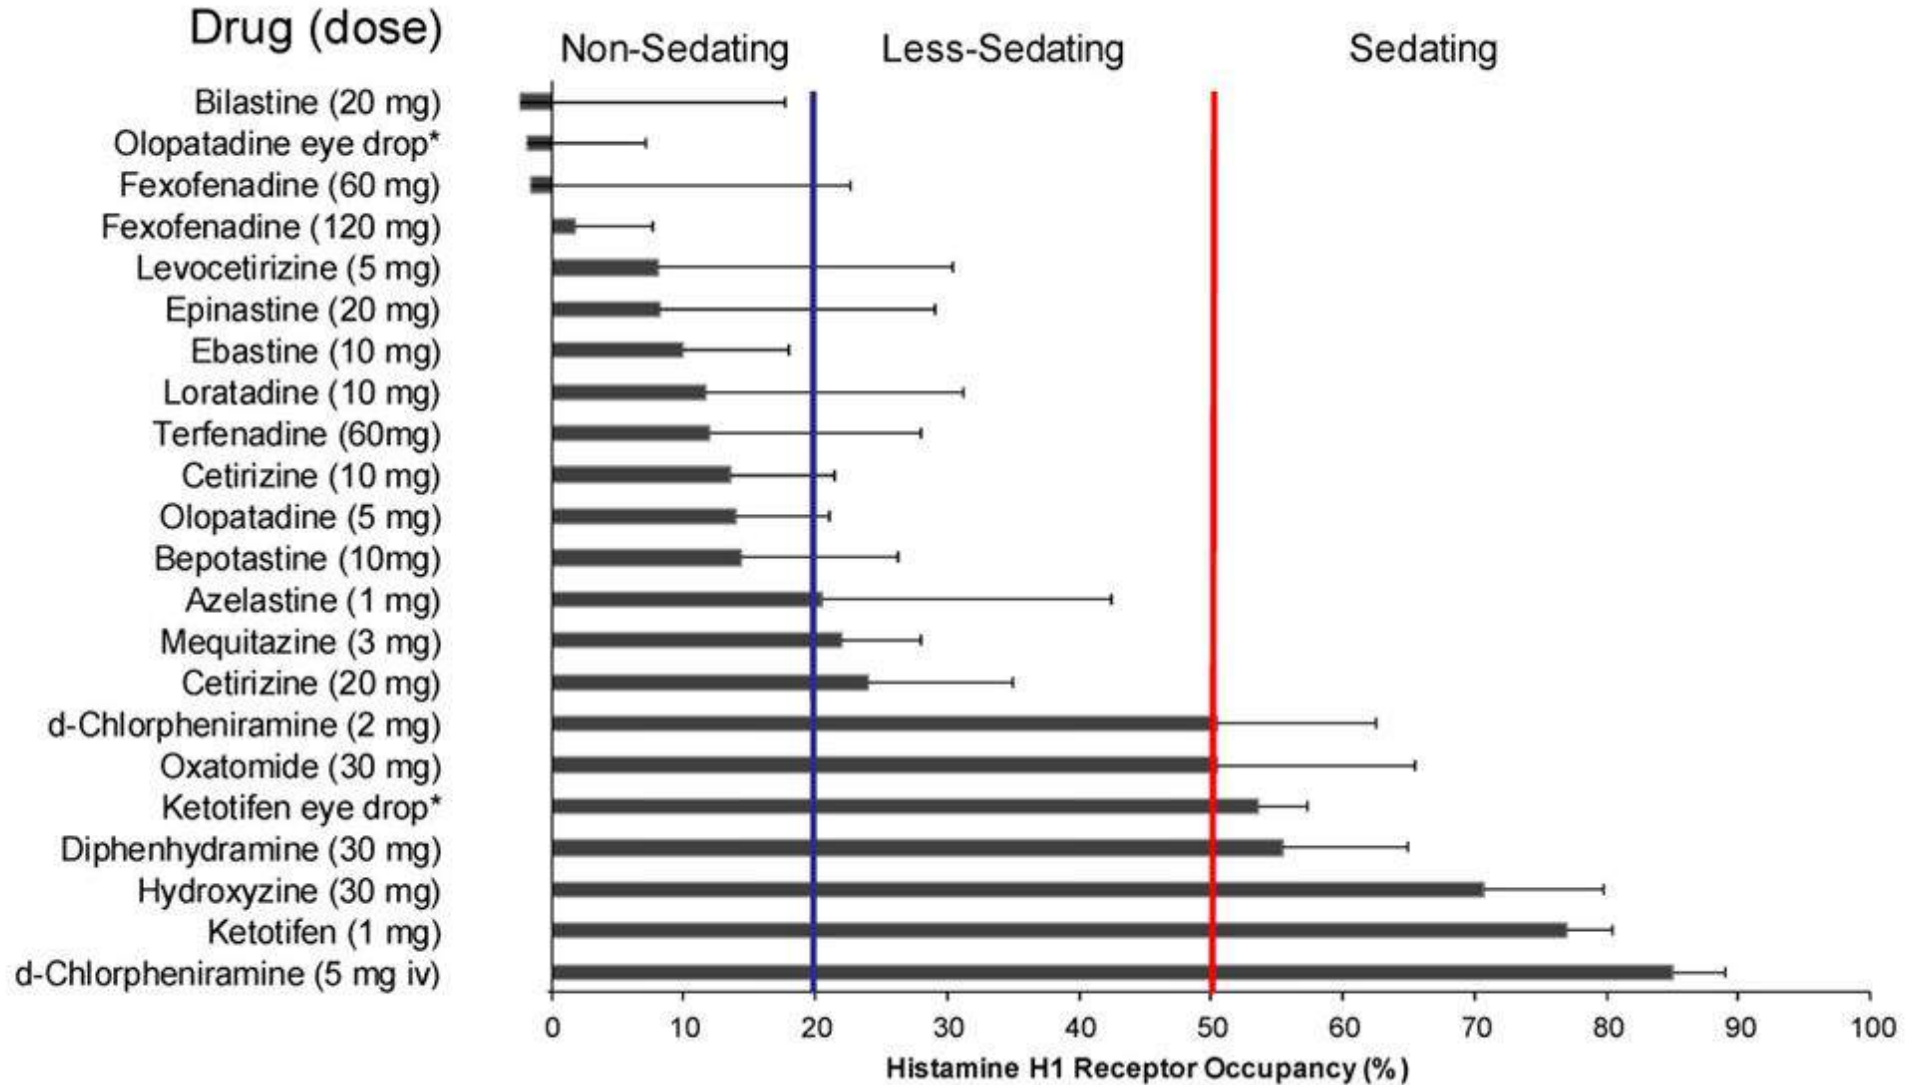 Drug (dose)
Non-Sedating Less-Sedating Sedating
Bilastine (20 mg)
Olopatadine eye drop*
Fexofenadine (60 mg)
Fexofenadine (120 mg)
Levocetirizine (5 mg)
Epinastine (20 mg)
Ebastine (10 mg)
Loratadine (10 mg)
Terfenadine (60mg)
Cetirizine (10 mg)
Olopatadine (5 mg)
Bepotastine (10mg)
Azelastine (1 mg)
Mequitazine (3 mg)
Cetirizine (20 mg)
d-Chlorpheniramine (2 mg)
Oxatomide (30 mg)
Ketotifen eye drop*
Diphenhydramine (30 mg)
Hydroxyzine (30 mg)
Ketotifen (1 mg)
d-Chlorpheniramine (5 mg iv)
0 10 20 30 40 50 60 70 80 90 100
Histamine H1 Receptor Occupancy (%)